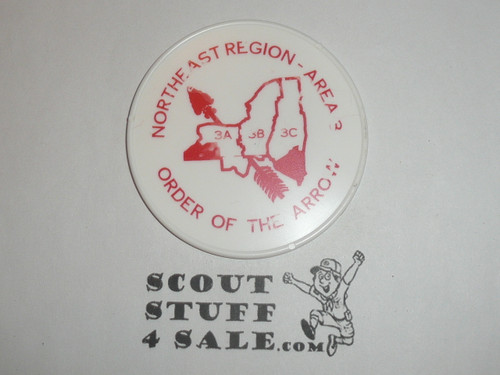 NORTHEAST REGION - AREA 3
3A 3B 3C
ORDER OF THE ARROW
SCOUT
STUFF
4 SALE.COM